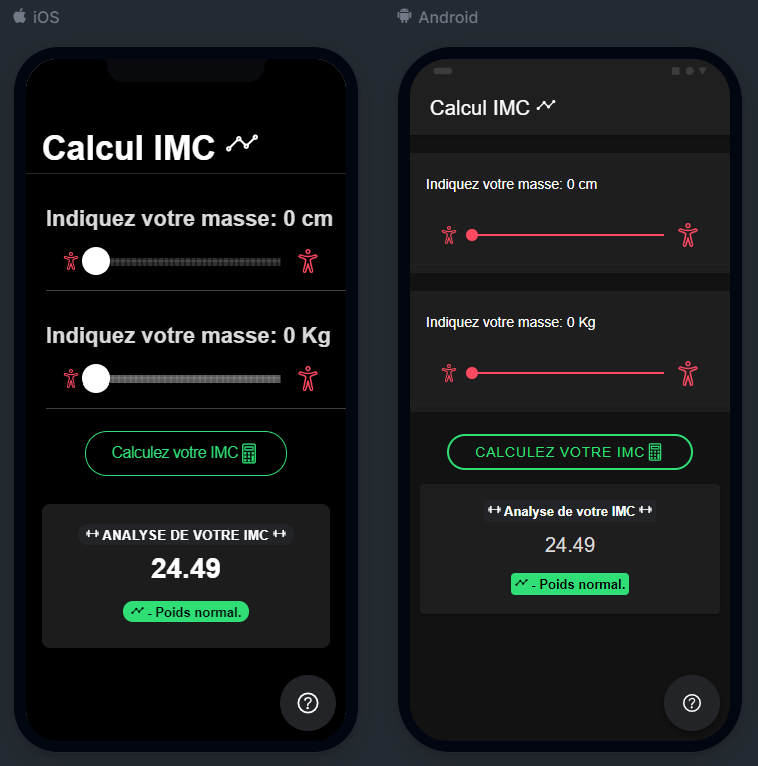 iOS
Calcul IMC
Indiquez votre masse: 0 cm
Indiquez votre masse: 0 Kg
Calculez votre IMC
ANALYSE DE VOTRE IMC
24.49
- Poids normal.
Android
Calcul IMC
Indiquez votre masse: 0 cm
Indiquez votre masse: 0 Kg
CALCULEZ VOTRE IMC
Analyse de votre IMC
24.49
- Poids normal.